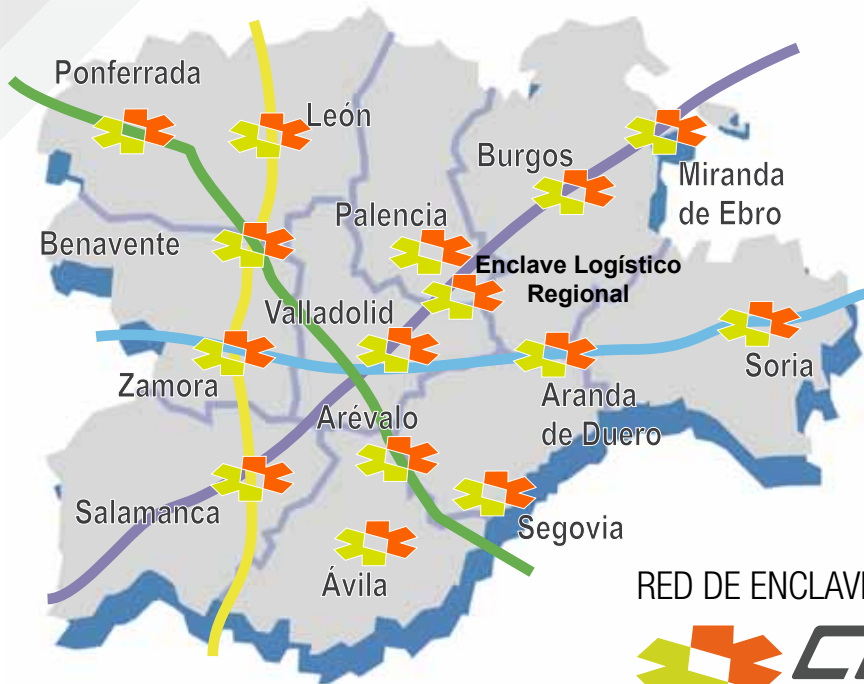 Ponferrada
León
Burgos
Miranda
de Ebro
Palencia
Benavente
Enclave Logístico
Regional
Valladolid
Soria
Zamora
Aranda
de Duero
Arévalo
Salamanca
Segovia
Ávila
RED DE